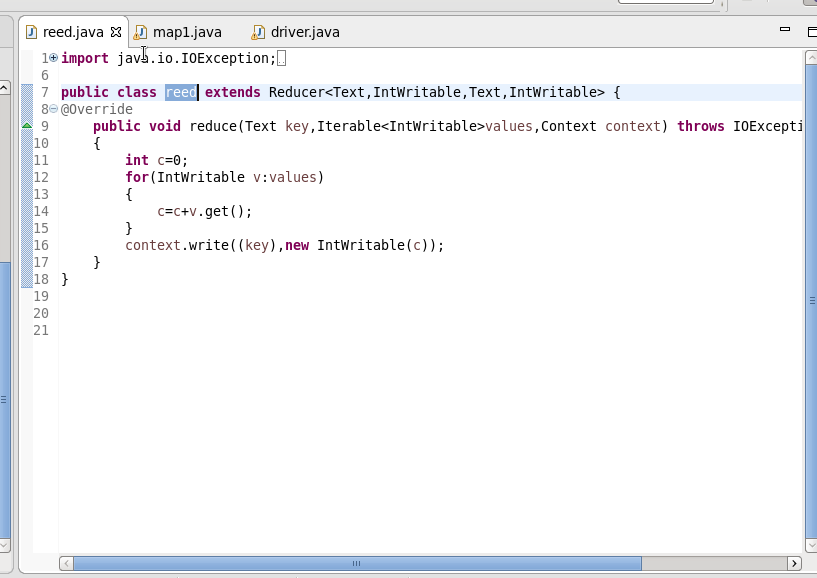 reed.java map1.java driver.java
1 import java.io.IOException;
6
7 public class reed extends Reducer<Text,IntWritable,Text,IntWritable> {
8 @Override
9 public void reduce(Text key,Iterable<IntWritable>values,Context context) throws IOExcepti
10 {
11 int c=0;
12 for(IntWritable v:values)
13 {
14 c=c+v.get();
15 }
16 context.write((key),new IntWritable(c));
17 }
18 }
19
20
21